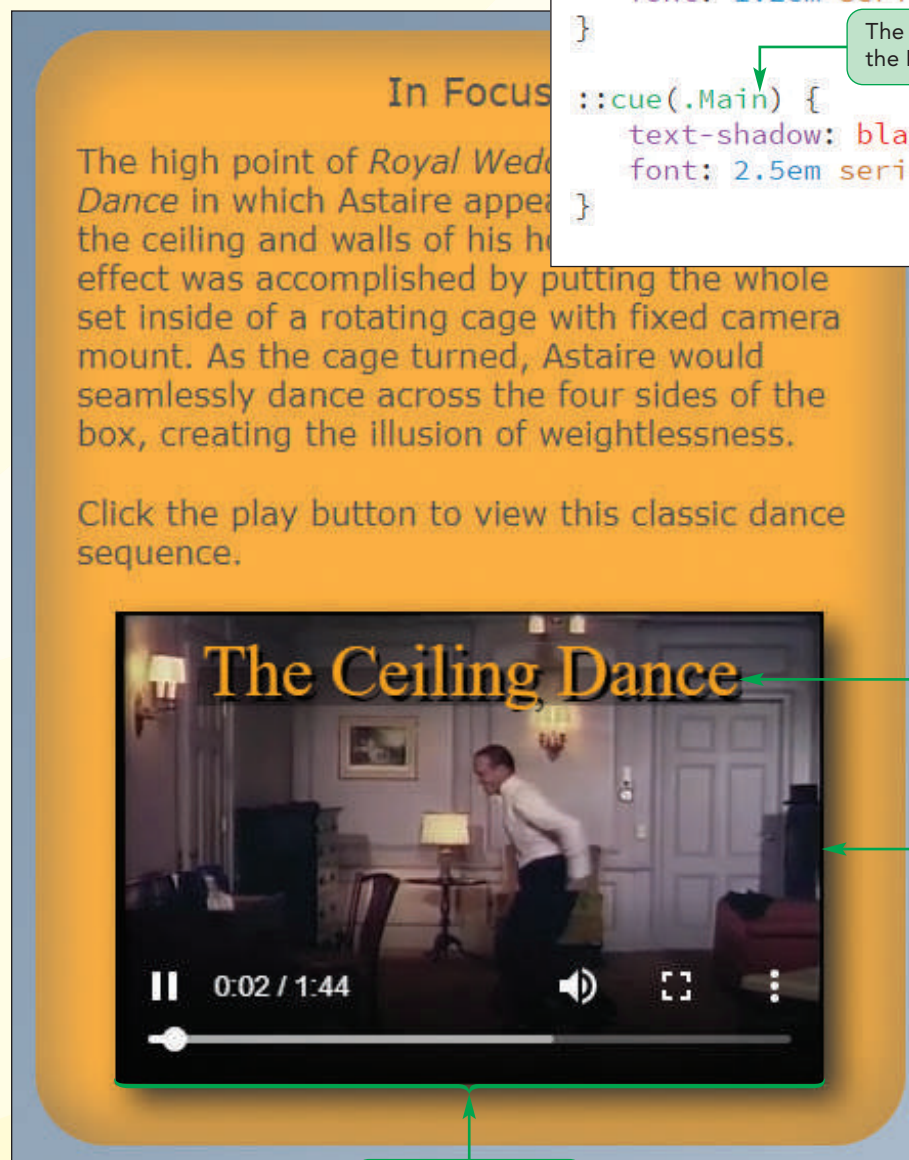 }
The
the
::cue(.Main) {
text-shadow:
font: 2.5em
}
In Focus
The high point of Royal
Dance in which Astaire
the ceiling and walls of his
effect was accomplished by putting the whole
set inside of a rotating cage with fixed camera
mount. As the cage turned, Astaire would
seamlessly dance across the four sides of the
box, creating the illusion of weightlessness.
Click the play button to view this classic dance
sequence.
The Ceiling Dance
0:02 / 1:44